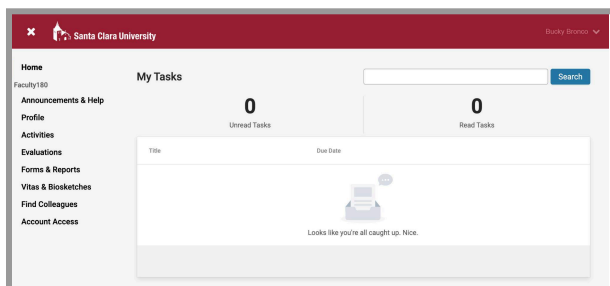 Santa Clara University
Bucky Bronco
Home
Faculty180
Announcements & Help
Profile
Activities
Evaluations
Forms & Reports
Vitas & Biosketches
Find Colleagues
Account Access
My Tasks
Search
0
Unread Tasks
0
Read Tasks
Title
Due Date
Looks like you're all caught up. Nice.